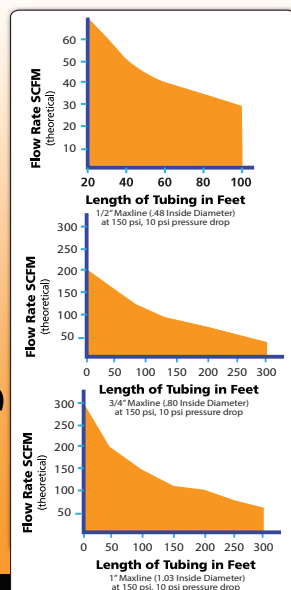 60
50
40
30
20
10
Flow Rate SCFM
(theoretical)
20 40 60 80 100
Length of Tubing in Feet
1/2" Maxline (.48 Inside Diameter)
at 150 psi, 10 psi pressure drop
300
250
200
150
100
50
Flow Rate SCFM
(theoretical)
0 50 100 150 200 250 300
Length of Tubing in Feet
3/4" Maxline (.80 Inside Diameter)
at 150 psi, 10 psi pressure drop
300
250
200
150
100
50
Flow Rate SCFM
(theoretical)
0 50 100 150 200 250 300
Length of Tubing in Feet
1" Maxline (1.03 Inside Diameter)
at 150 psi, 10 psi pressure drop